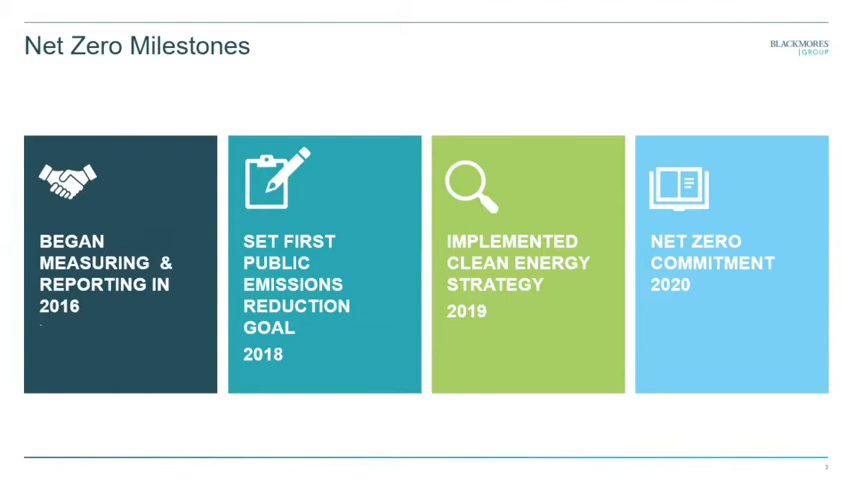 Net Zero Milestones
BLACKMORES
|GROUP
BEGAN
MEASURING &
REPORTING IN
2016
.
SET FIRST
PUBLIC
EMISSIONS
REDUCTION
GOAL
2018
IMPLEMENTED
CLEAN ENERGY
STRATEGY
2019
NET ZERO
COMMITMENT
2020